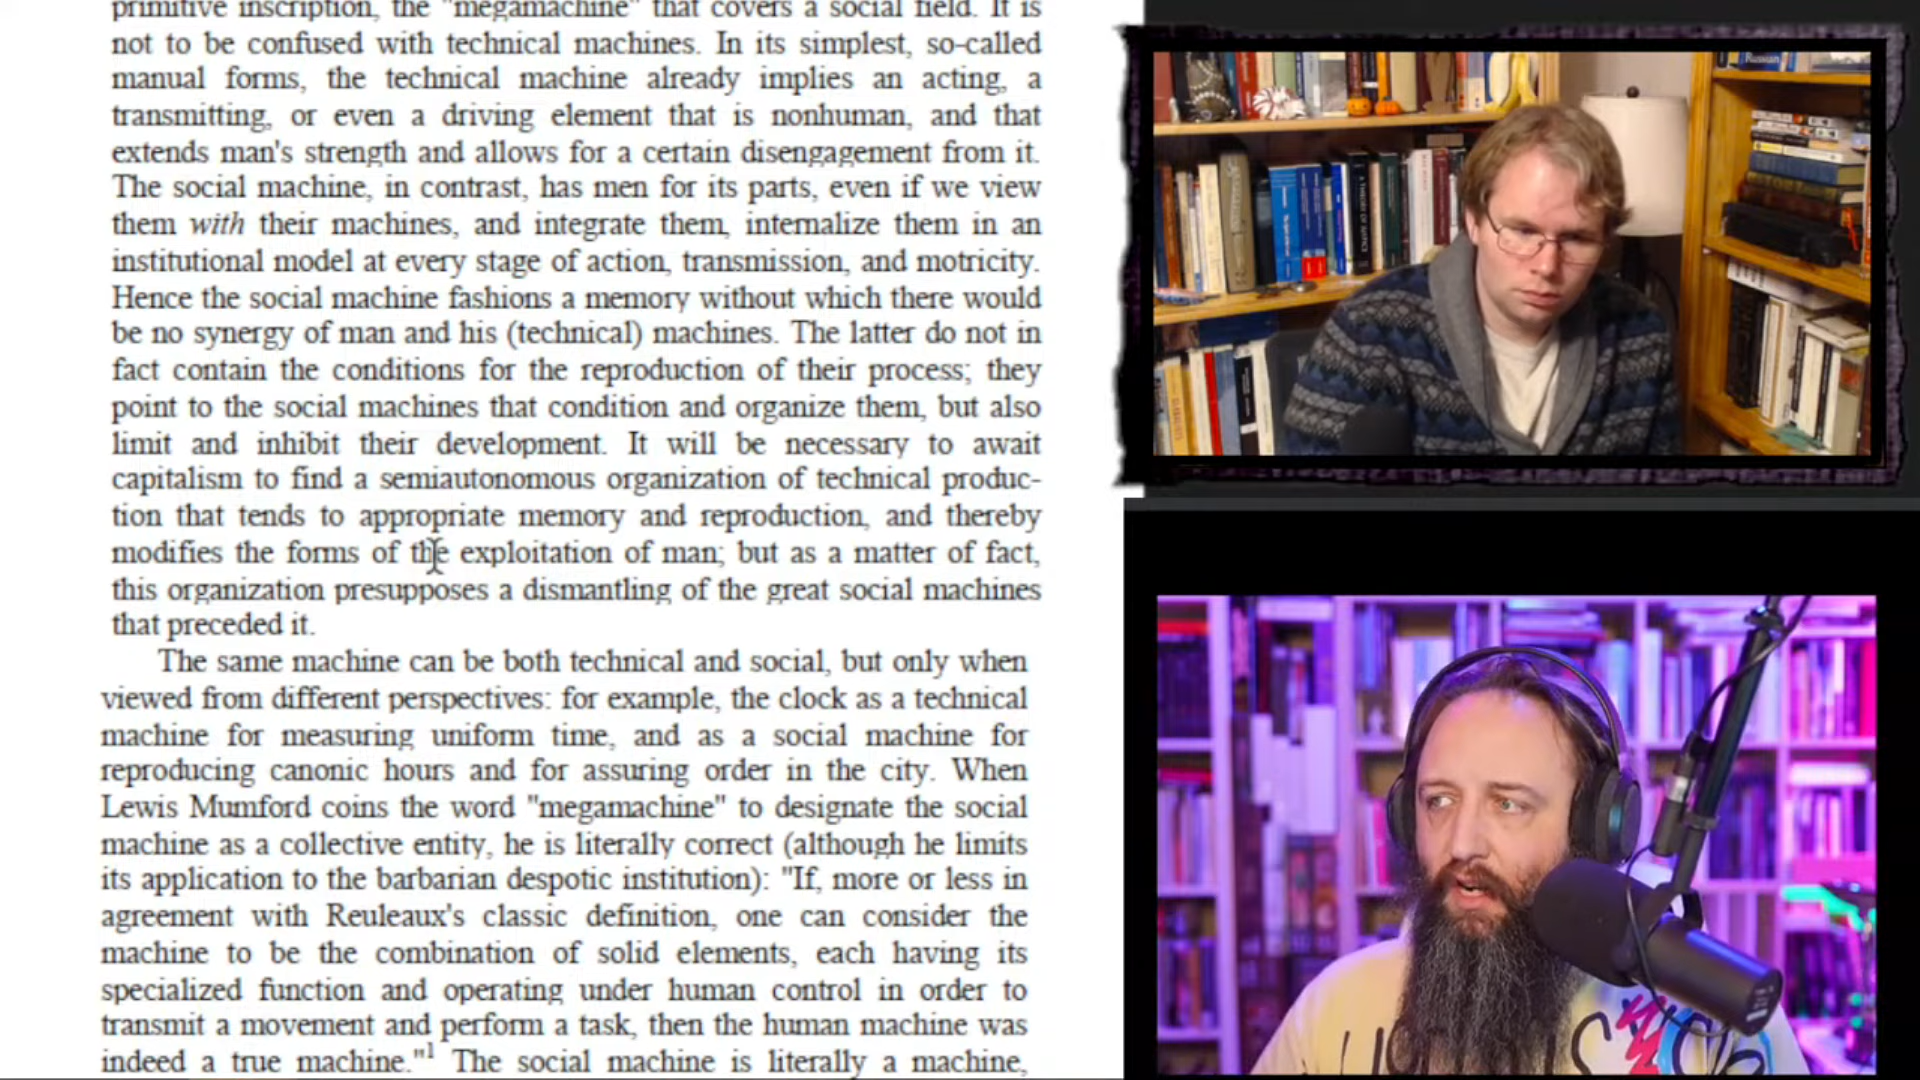 primitive inscription, the "megamachine" that covers a social field. It is
not to be confused with technical machines. In its simplest, so-called
manual forms, the technical machine already implies an acting, a
transmitting, or even a driving element that is nonhuman, and that
extends man's strength and allows for a certain disengagement from it.
The social machine, in contrast, has men for its parts, even if we view
them with their machines, and integrate them, internalize them in an
institutional model at every stage of action, transmission, and motricity.
Hence the social machine fashions a memory without which there would
be no synergy of man and his (technical) machines. The latter do not in
fact contain the conditions for the reproduction of their process; they
point to the social machines that condition and organize them, but also
limit and inhibit their development. It will be necessary to await
capitalism to find a semiautonomous organization of technical produc-
tion that tends to appropriate memory and reproduction, and thereby
modifies the forms of the exploitation of man; but as a matter of fact,
this organization presupposes a dismantling of the great social machines
that preceded it.
The same machine can be both technical and social, but only when
viewed from different perspectives: for example, the clock as a technical
machine for measuring uniform time, and as a social machine for
reproducing canonic hours and for assuring order in the city. When
Lewis Mumford coins the word "megamachine" to designate the social
machine as a collective entity, he is literally correct (although he limits
its application to the barbarian despotic institution): "If, more or less in
agreement with Reuleaux's classic definition, one can consider the
machine to be the combination of solid elements, each having its
specialized function and operating under human control in order to
transmit a movement and perform a task, then the human machine was
indeed a true machine."1 The social machine is literally a machine,
Russian
A THEORY OF JUSTICE